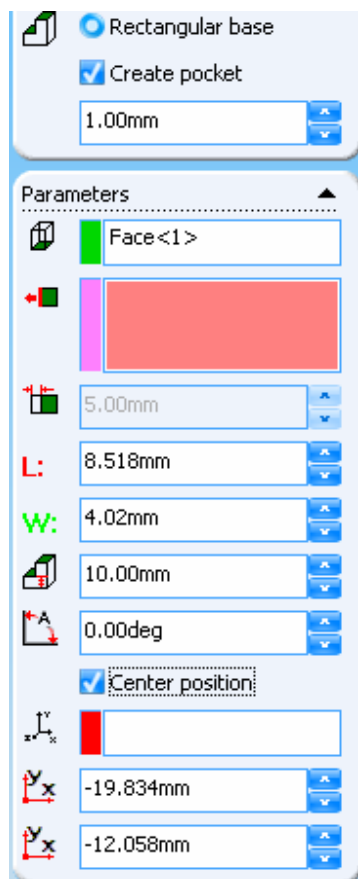 Rectangular base
Create pocket
1.00mm
Parameters
Face<1>
5.00mm
L: 8.518mm
W: 4.02mm
10.00mm
A 0.00deg
Center position
Y x z
Y x -19.834mm
Y x -12.058mm